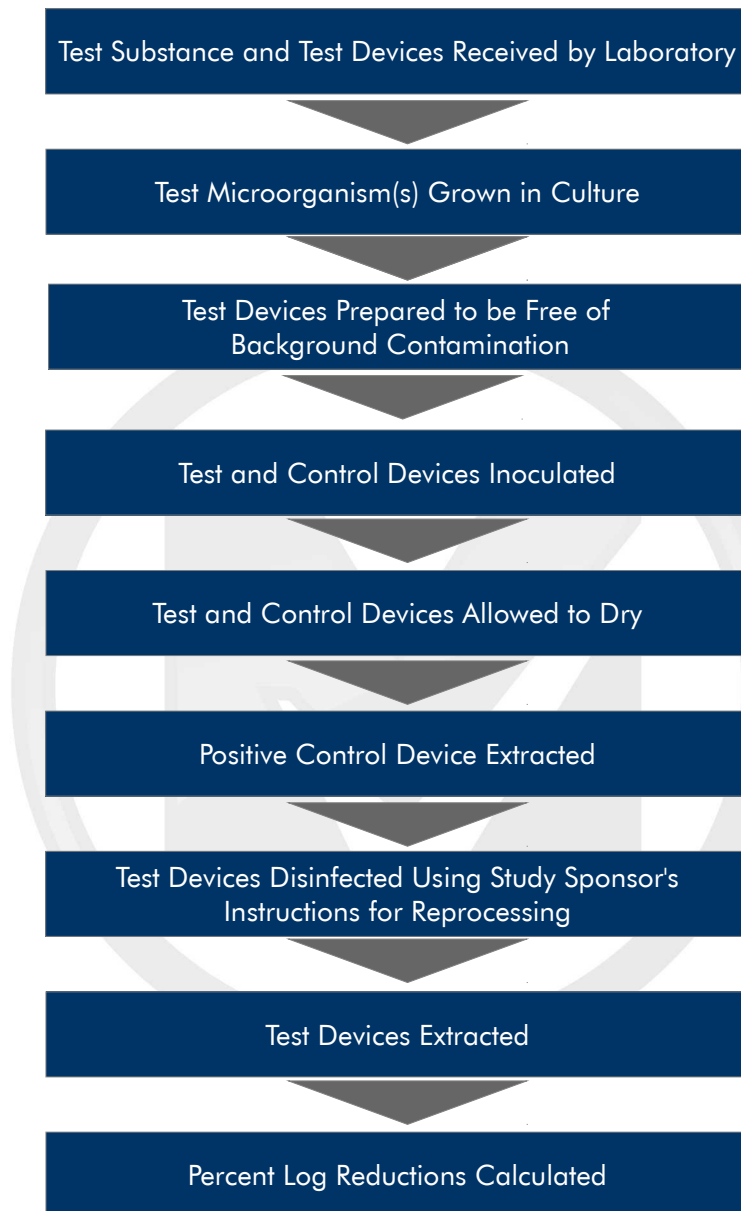 Test Substance and Test Devices Received by Laboratory
Test Microorganism(s) Grown in Culture
Test Devices Prepared to be Free of
Background Contamination
Test and Control Devices Inoculated
Test and Control Devices Allowed to Dry
Positive Control Device Extracted
Test Devices Disinfected Using Study Sponsor's
Instructions for Reprocessing
Test Devices Extracted
Percent Log Reductions Calculated